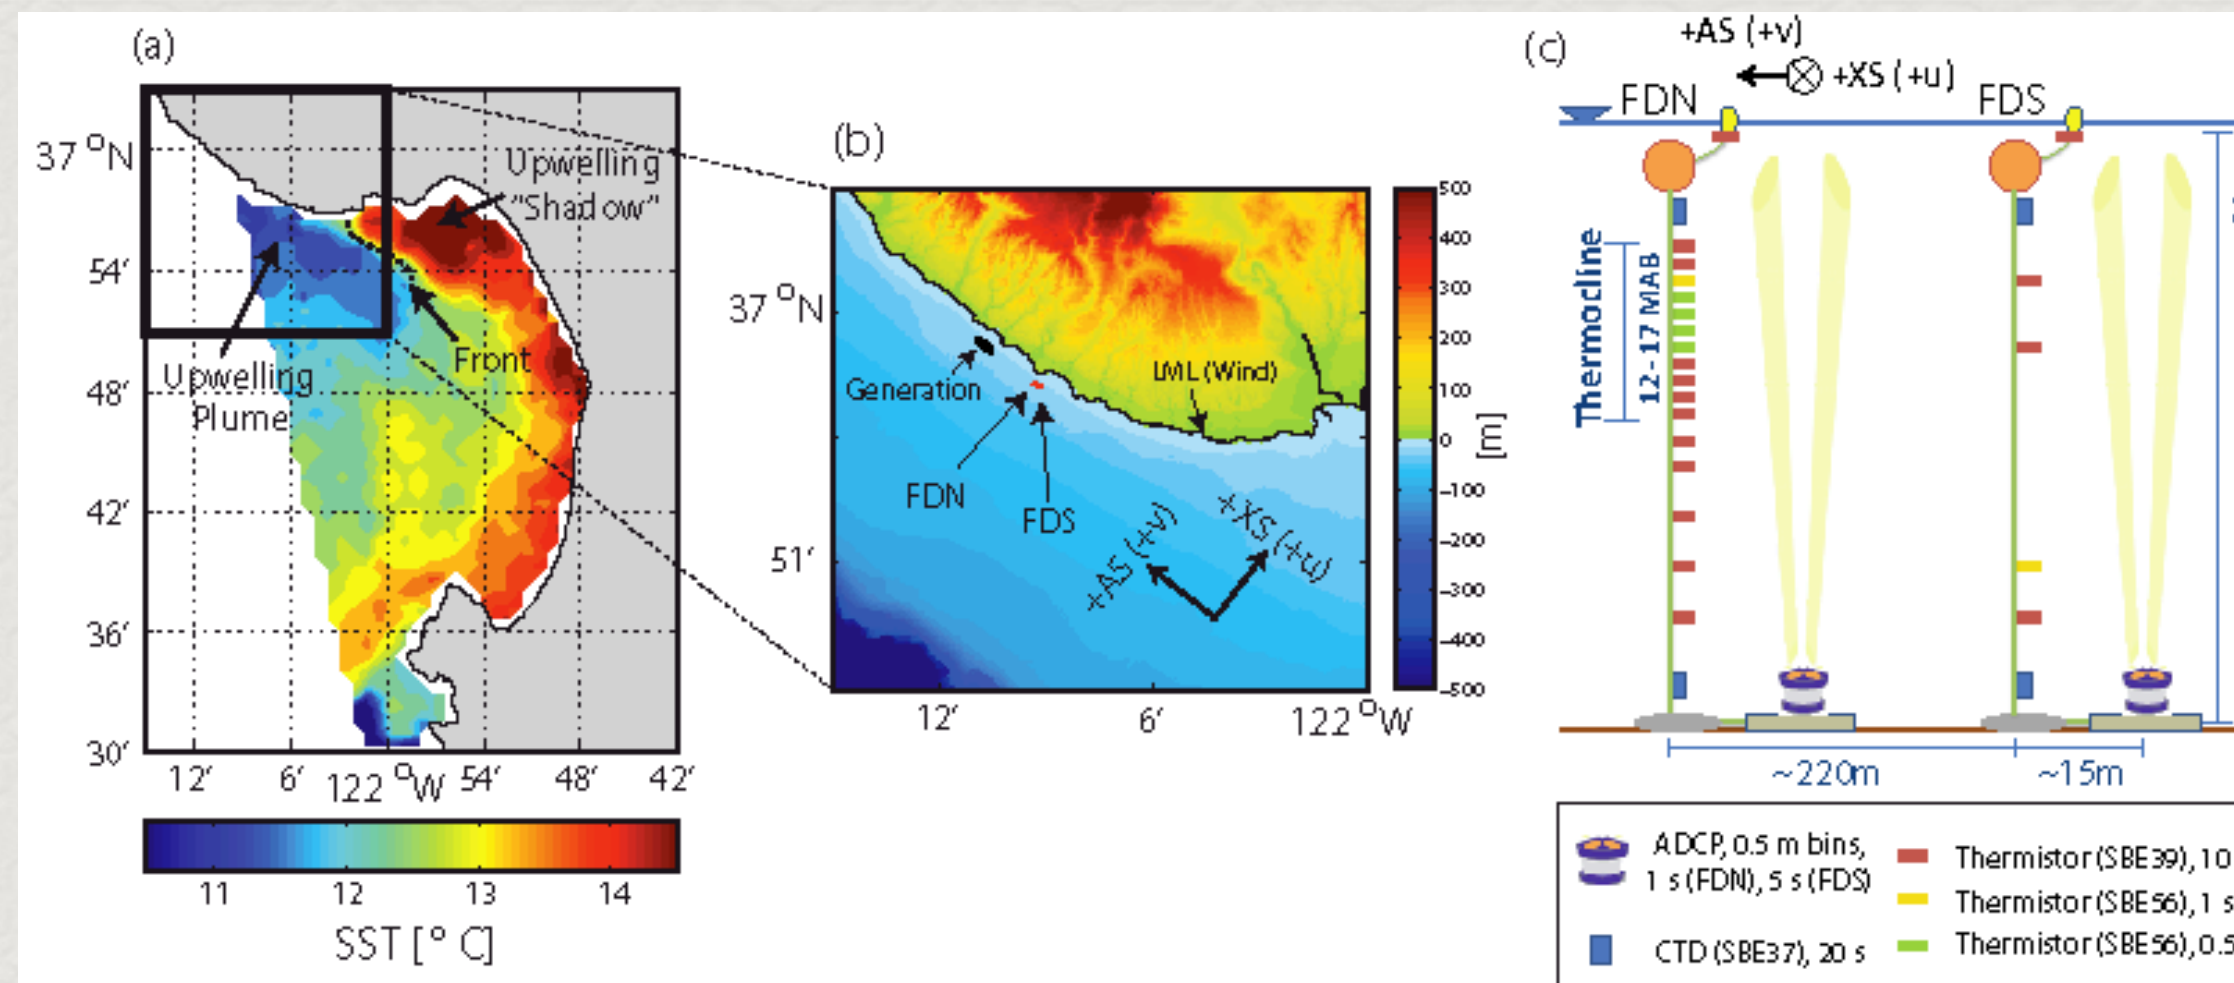 (a)
37 °N
54′
48′
42′
36′
30′
12′
6′
122 °W
54′
48′
42′
Upwelling
"Shadow"
Front
Upwelling
Plume
11
12
13
14
SST [° C]
(b)
37 °N
51′
12′
6′
122 °W
Generation
LML (Wind)
FDN
FDS
+AS (+v)
+XS (+u)
500
400
300
200
100
0
-100
-200
-300
-400
-500
[m]
(c)
+AS (+v)
+XS (+u)
FDN
FDS
Thermocline
12-17 MAB
~220m
~15m
ADCP, 0.5 m bins,
1 s (FDN), 5 s (FDS)
CTD (SBE37), 20 s
Thermistor (SBE39), 10
Thermistor (SBE56), 1 s
Thermistor (SBE56), 0.5